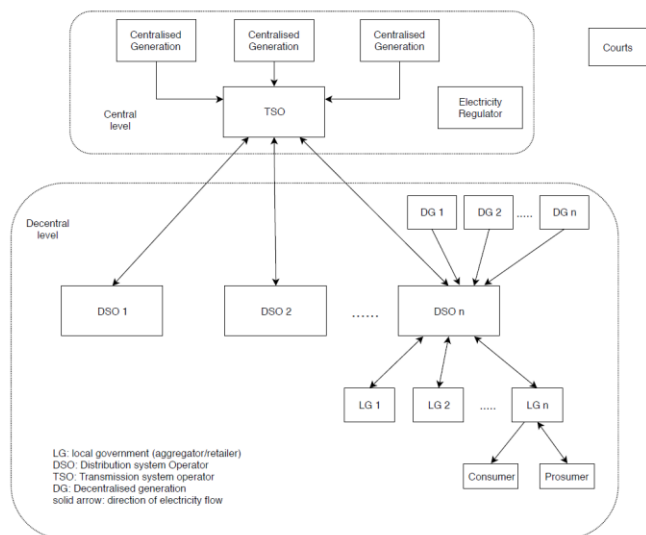 Centralised
Generation
Centralised
Generation
Centralised
Generation
Courts
TSO
Electricity
Regulator
Central
level
Decentral
level
DG 1
DG 2
.....
DG n
DSO 1
DSO 2
......
DSO n
LG 1
LG 2
.....
LG n
LG: local government (aggregator/retailer)
DSO: Distribution system Operator
TSO: Transmission system operator
DG: Decentralised generation
solid arrow: direction of electricity flow
Consumer
Prosumer